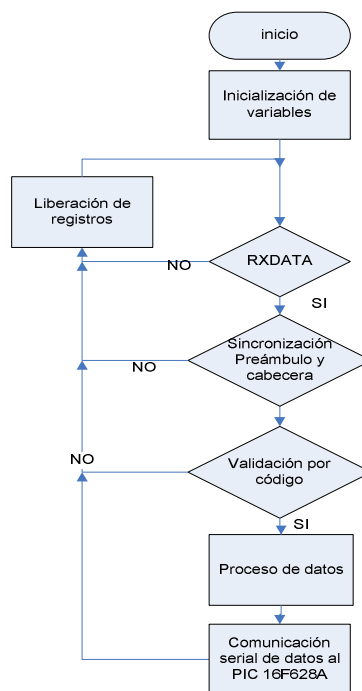 inicio
Inicialización de
variables
Liberación de
registros
RXDATA
NO
SI
Sincronización
Preámbulo y
cabecera
NO
Validación por
código
NO
SI
Proceso de datos
Comunicación
serial de datos al
PIC 16F628A